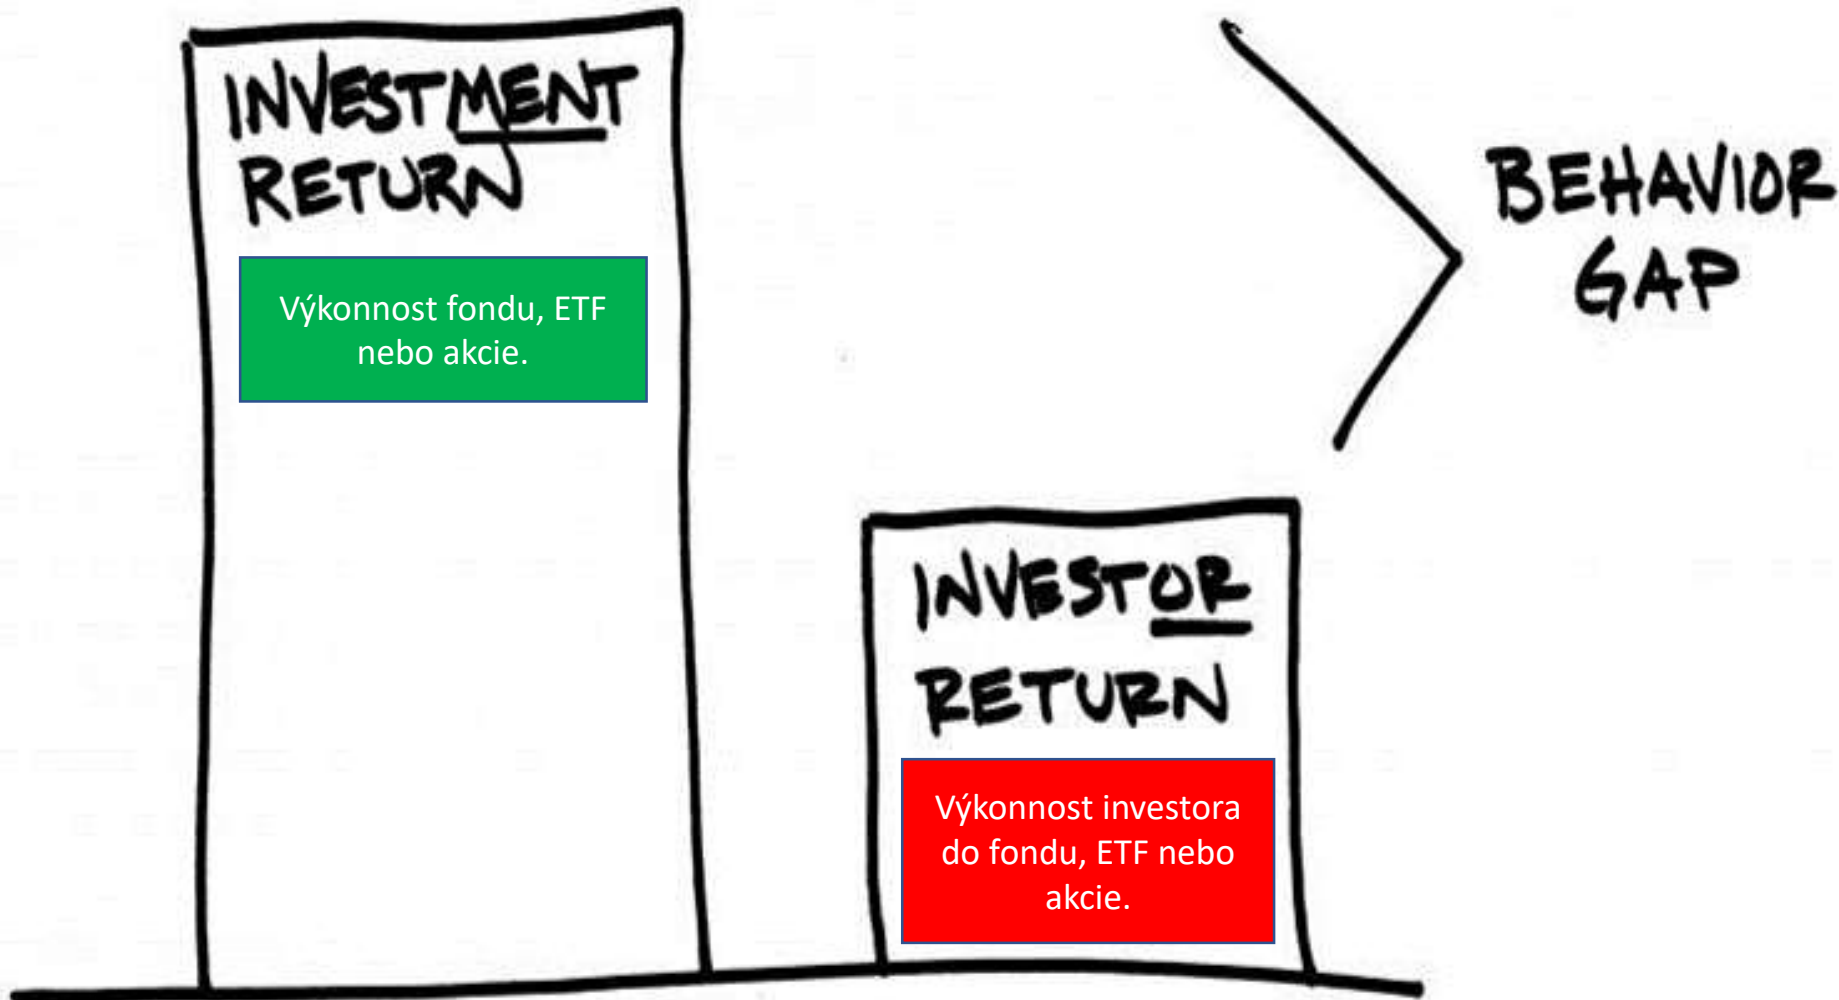 INVESTMENT
RETURN
Výkonnost fondu, ETF
nebo akcie.
BEHAVIOR
GAP
INVESTOR
RETURN
Výkonnost investora
do fondu, ETF nebo
akcie.